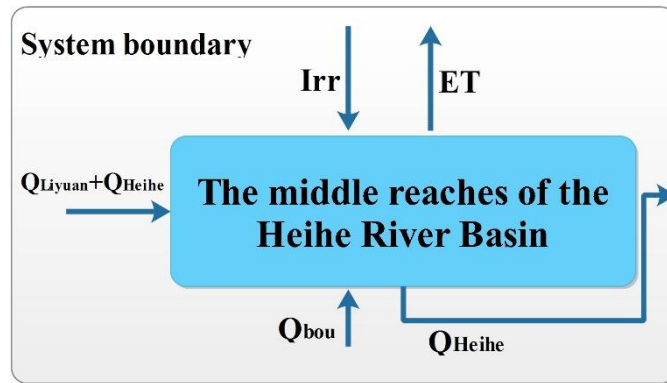 System boundary
Irr
ET
QLiyuan+QHeihe
The middle reaches of the
Heihe River Basin
Qbou
QHeihe